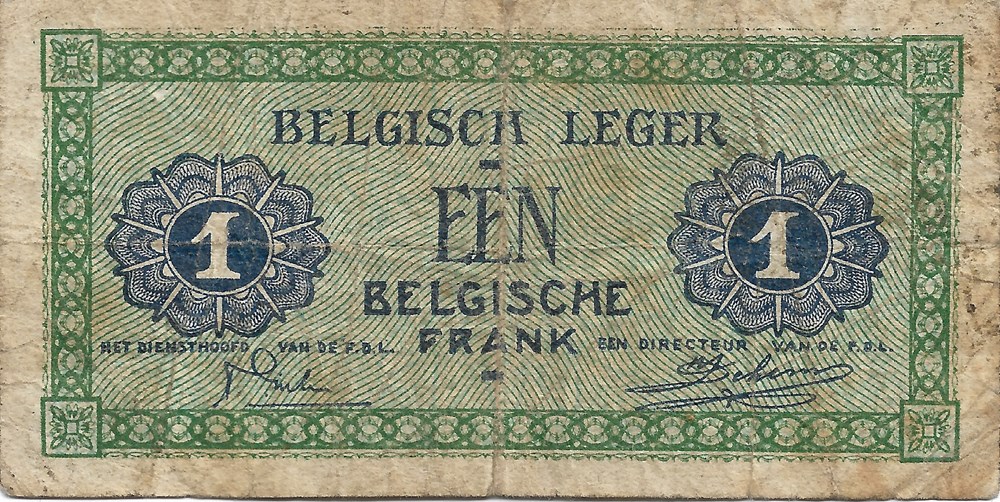 BELGISCH LEGER
EEN
1 1
BELGISCHE
FRANK
HET DIENSTHOOFD VAN DE F.D.L. EEN DIRECTEUR VAN DE F.D.L.